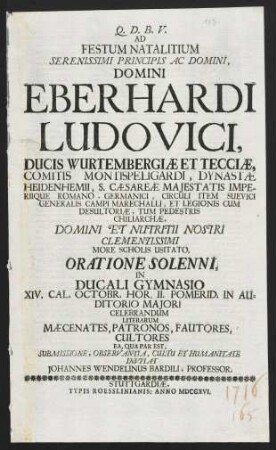 Q. D. B. V.
AD
FESTUM NATALITIUM
SERENISSIMI PRINCIPIS AC DOMINI,
DOMINI
EBERHARDI
LUDOVICI,
DUCIS WURTEMBERGIÆ ET TECCIÆ,
COMITIS MONTISPELIGARDI, DYNASTÆ
HEIDENHEMII, S. CÆSAREÆ MAJESTATIS IMPE-
RIIQUE ROMANO-GERMANICI, CIRCULI ITEM SUEVICI
GENERALIS CAMPI MARECHALLI, ET LEGIONIS CUM
DESULTORIÆ, TUM PEDESTRIS
CHILIARCHÆ,
DOMINI ET NUTRITII NOSTRI
CLEMENTISSIMI
MORE SCHOLIS USITATO,
ORATIONE SOLENNI,
IN
DUCALI GYMNASIO
XIV. CAL. OCTOBR. HOR. II. POMERID. IN AU-
DITORIO MAJORI
CELEBRANDUM
LITERARUM
MÆCENATES, PATRONOS, FAUTORES,
CULTORES
EA, QUA PAR EST,
SUBMISSIONE, OBSERVANTIA, CULTU ET HUMANITATE
INVITAT
JOHANNES WENDELINUS BARDILI, PROFESSOR.
STUTTGARDIÆ,
TYPIS ROESSLINIANIS; ANNO MDCCXVI.
1716